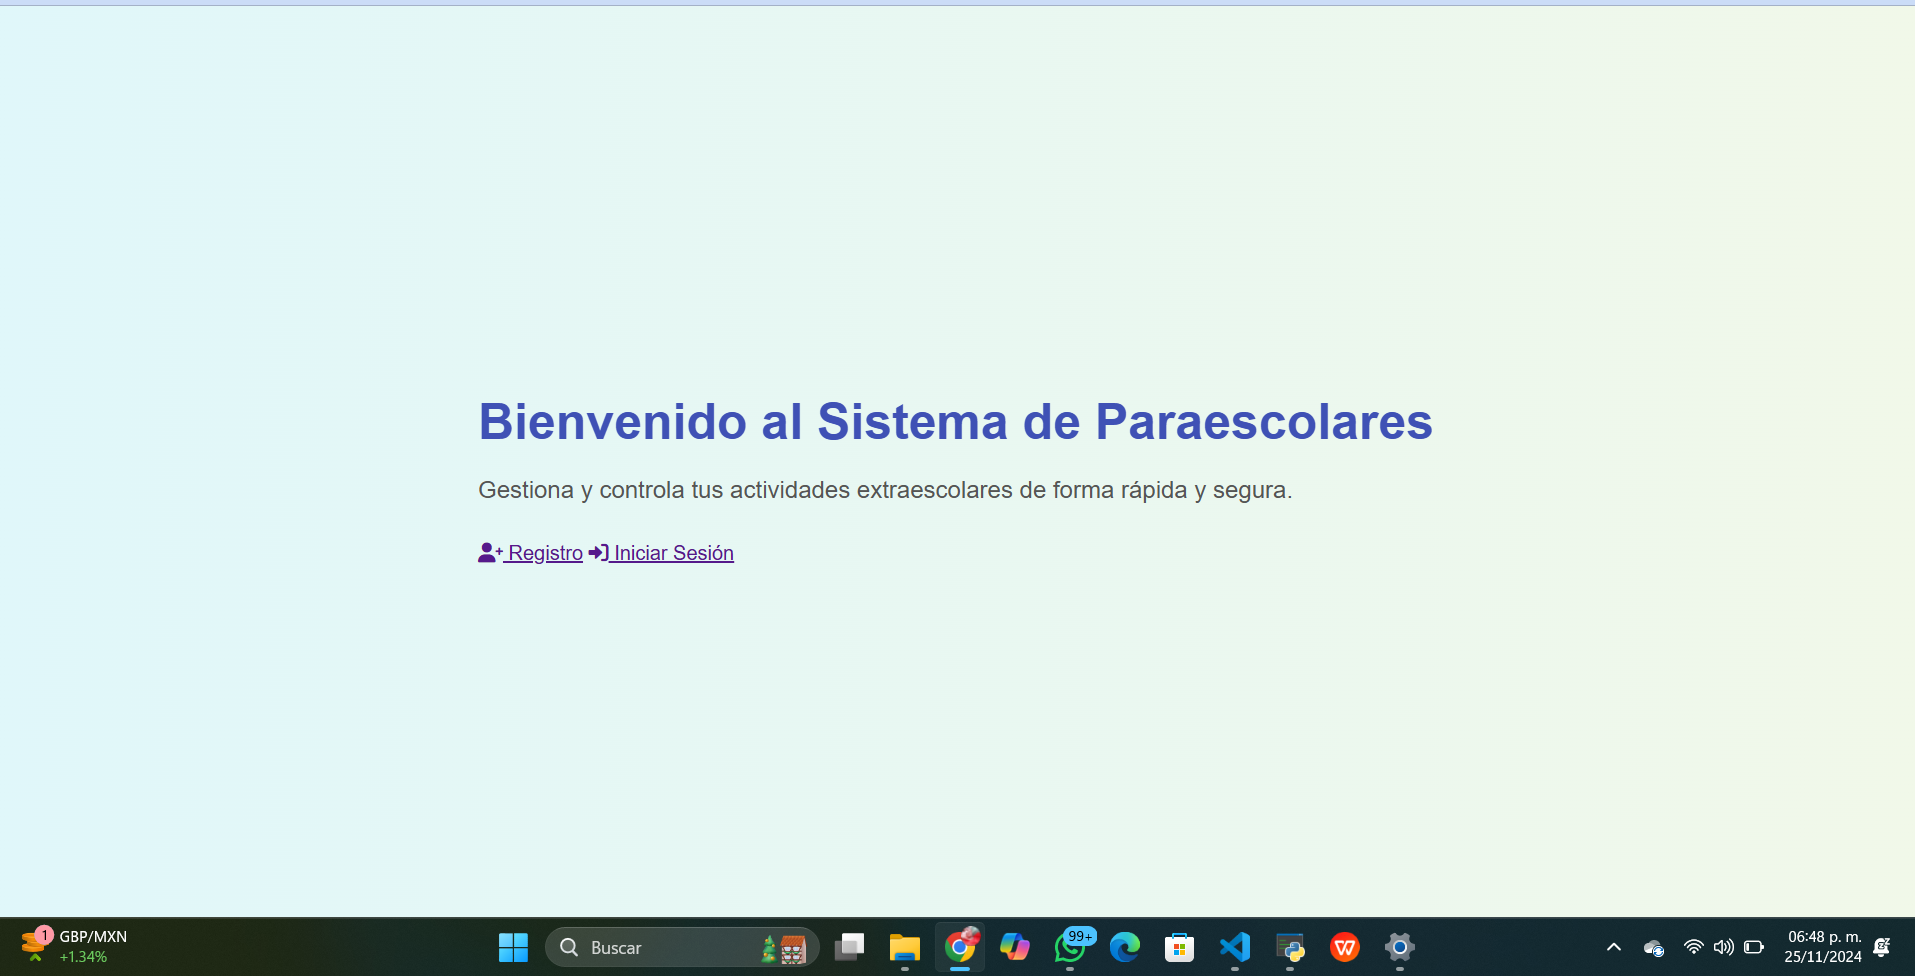 Bienvenido al Sistema de Paraescolares
Gestiona y controla tus actividades extraescolares de forma rápida y segura.
Registro Iniciar Sesión
1
GBP/MXN
+1.34%
Buscar
99+
W
06:48 p. m.
25/11/2024